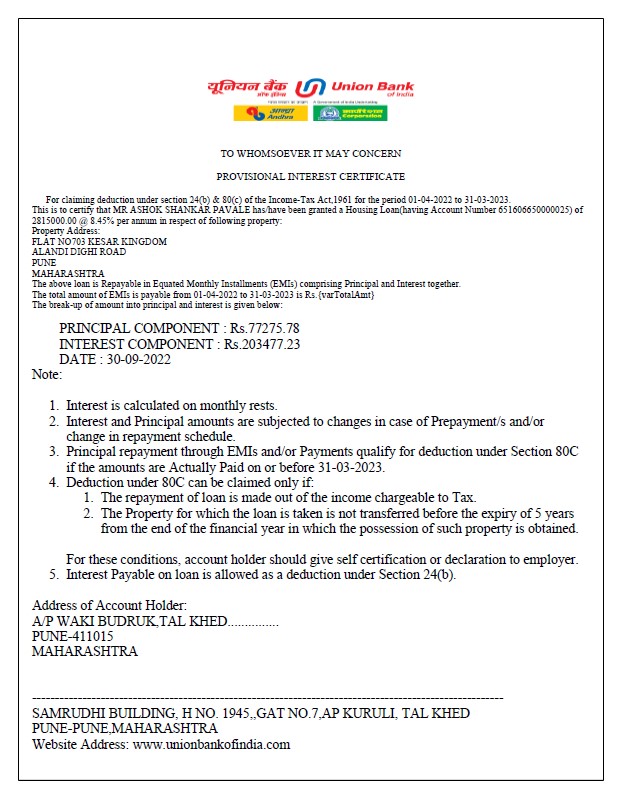 यूनियन बैंक Union Bank
ऑफ इंडिया of India
A Government of India Undertaking
आन्ध्रा Andhra कार्पोरेशन Corporation
TO WHOMSOEVER IT MAY CONCERN
PROVISIONAL INTEREST CERTIFICATE
For claiming deduction under section 24(b) & 80(c) of the Income-Tax Act,1961 for the period 01-04-2022 to 31-03-2023.
This is to certify that MR ASHOK SHANKAR PAVALE has/have been granted a Housing Loan(having Account Number 651606650000025) of
2815000.00 @ 8.45% per annum in respect of following property:
Property Address:
FLAT NO703 KESAR KINGDOM
ALANDI DIGHI ROAD
PUNE
MAHARASHTRA
The above loan is Repayable in Equated Monthly Installments (EMIs) comprising Principal and Interest together.
The total amount of EMIs is payable from 01-04-2022 to 31-03-2023 is Rs.{varTotalAmt}
The break-up of amount into principal and interest is given below:
PRINCIPAL COMPONENT : Rs.77275.78
INTEREST COMPONENT : Rs.203477.23
DATE : 30-09-2022
Note:
1. Interest is calculated on monthly rests.
2. Interest and Principal amounts are subjected to changes in case of Prepayment/s and/or
change in repayment schedule.
3. Principal repayment through EMIs and/or Payments qualify for deduction under Section 80C
if the amounts are Actually Paid on or before 31-03-2023.
4. Deduction under 80C can be claimed only if:
1. The repayment of loan is made out of the income chargeable to Tax.
2. The Property for which the loan is taken is not transferred before the expiry of 5 years
from the end of the financial year in which the possession of such property is obtained.
For these conditions, account holder should give self certification or declaration to employer.
5. Interest Payable on loan is allowed as a deduction under Section 24(b).
Address of Account Holder:
A/P WAKI BUDRUK,TAL KHED...............
PUNE-411015
MAHARASHTRA
----------------------------------------------------------------------------------------------------
SAMRUDHI BUILDING, H NO. 1945,,GAT NO.7,AP KURULI, TAL KHED
PUNE-PUNE,MAHARASHTRA
Website Address: www.unionbankofindia.com